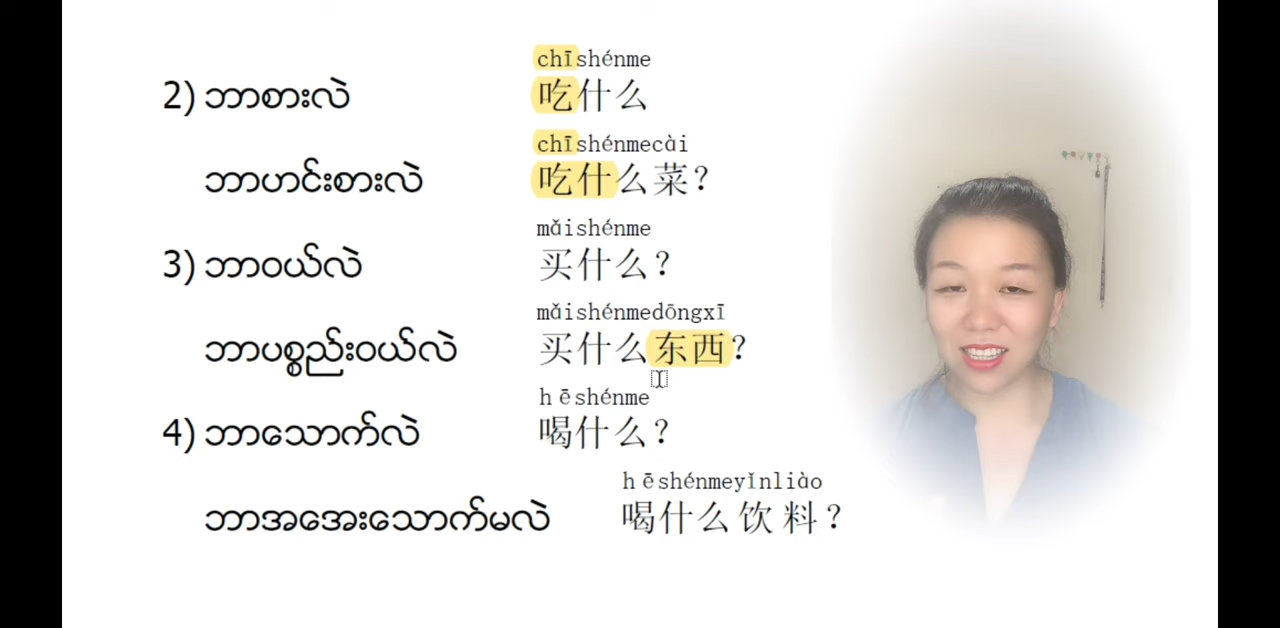 chīshénme
2) ဘာစားလဲ 吃什么
chīshénmecài
ဘာဟင်းစားလဲ 吃什么菜?
mǎishénme
3) ဘာဝယ်လဲ 买什么?
mǎishénmedōngxī
ဘာပစ္စည်းဝယ်လဲ 买什么东西?
hēshénme
4) ဘာသောက်လဲ 喝什么?
hēshénmeyǐnliào
ဘာအအေးသောက်မလဲ 喝什么饮料?